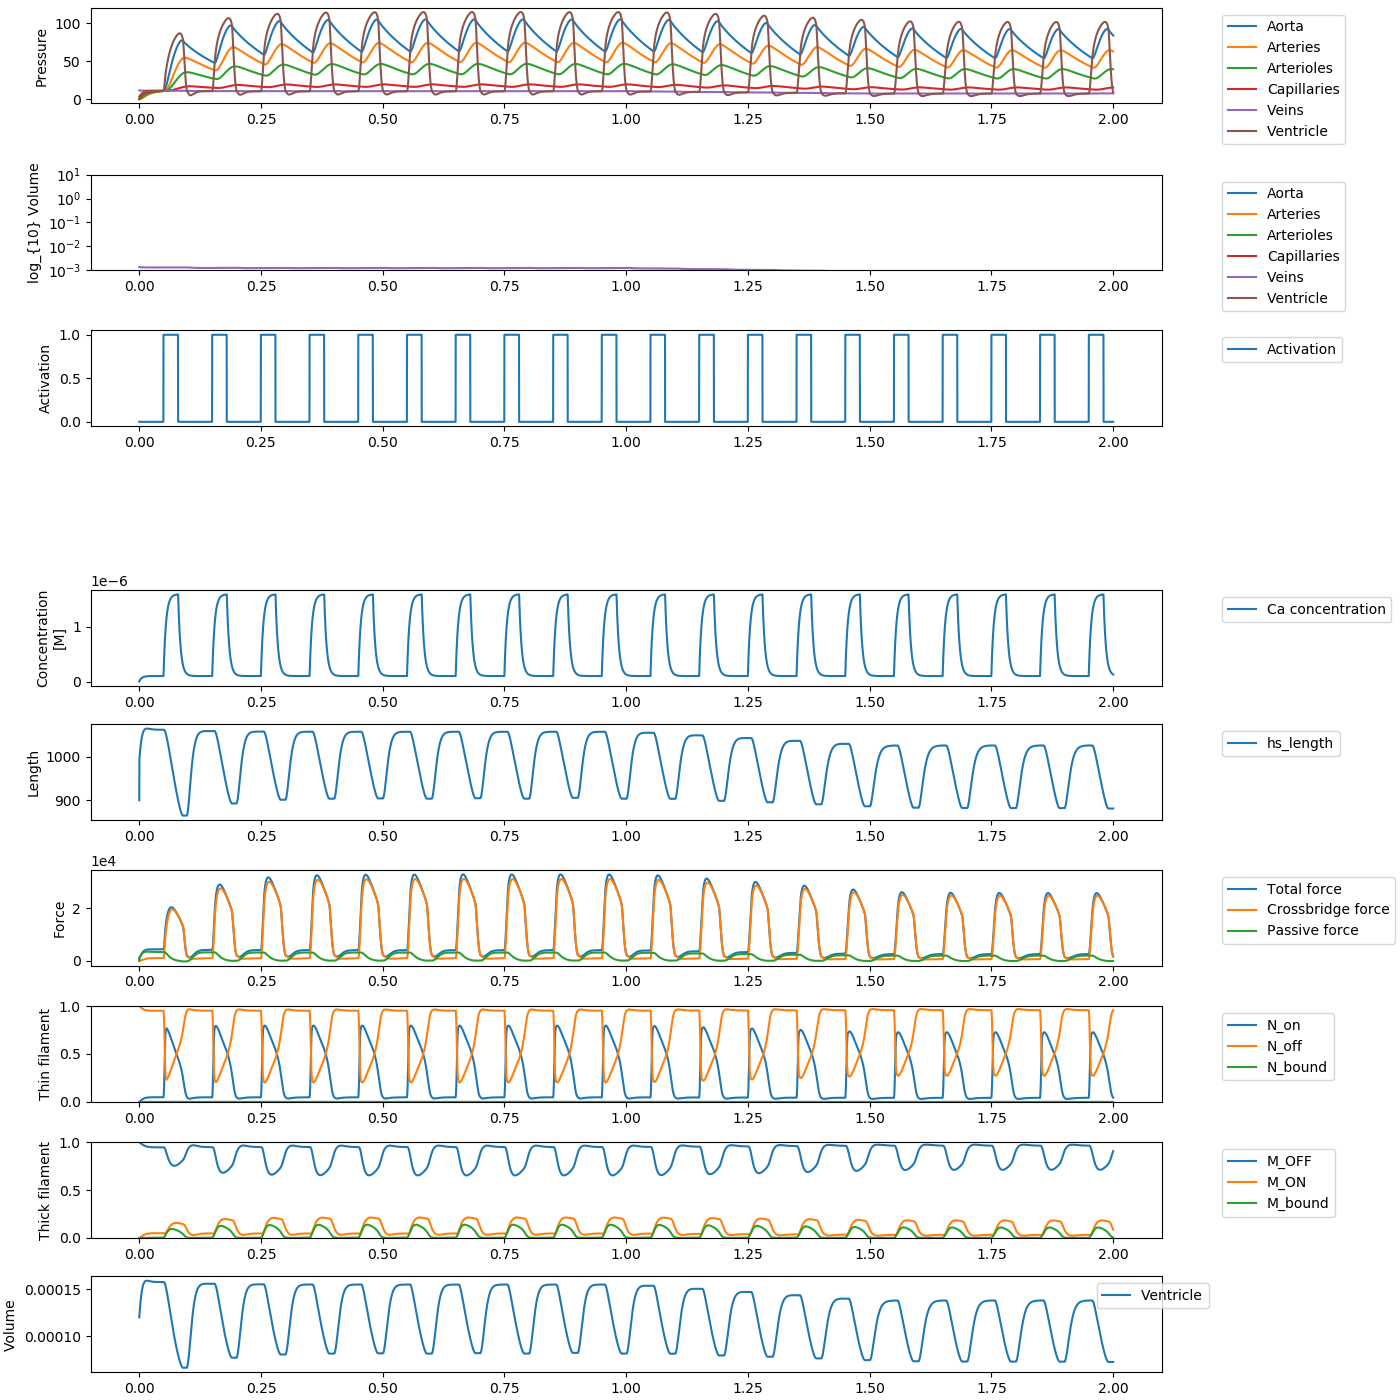 Pressure
100
50
0
0.00 0.25 0.50 0.75 1.00 1.25 1.50 1.75 2.00
Aorta
Arteries
Arterioles
Capillaries
Veins
Ventricle
log_{10} Volume
10¹
10⁰
10⁻¹
10⁻²
10⁻³
0.00 0.25 0.50 0.75 1.00 1.25 1.50 1.75 2.00
Aorta
Arteries
Arterioles
Capillaries
Veins
Ventricle
Activation
1.0
0.5
0.0
0.00 0.25 0.50 0.75 1.00 1.25 1.50 1.75 2.00
Activation
1e−6
Concentration
[M]
1
0
0.00 0.25 0.50 0.75 1.00 1.25 1.50 1.75 2.00
Ca concentration
Length
1000
900
0.00 0.25 0.50 0.75 1.00 1.25 1.50 1.75 2.00
hs_length
1e4
Force
2
0
0.00 0.25 0.50 0.75 1.00 1.25 1.50 1.75 2.00
Total force
Crossbridge force
Passive force
Thin filament
1.0
0.5
0.0
0.00 0.25 0.50 0.75 1.00 1.25 1.50 1.75 2.00
N_on
N_off
N_bound
Thick filament
1.0
0.5
0.0
0.00 0.25 0.50 0.75 1.00 1.25 1.50 1.75 2.00
M_OFF
M_ON
M_bound
Volume
0.00015
0.00010
0.00 0.25 0.50 0.75 1.00 1.25 1.50 1.75 2.00
Ventricle